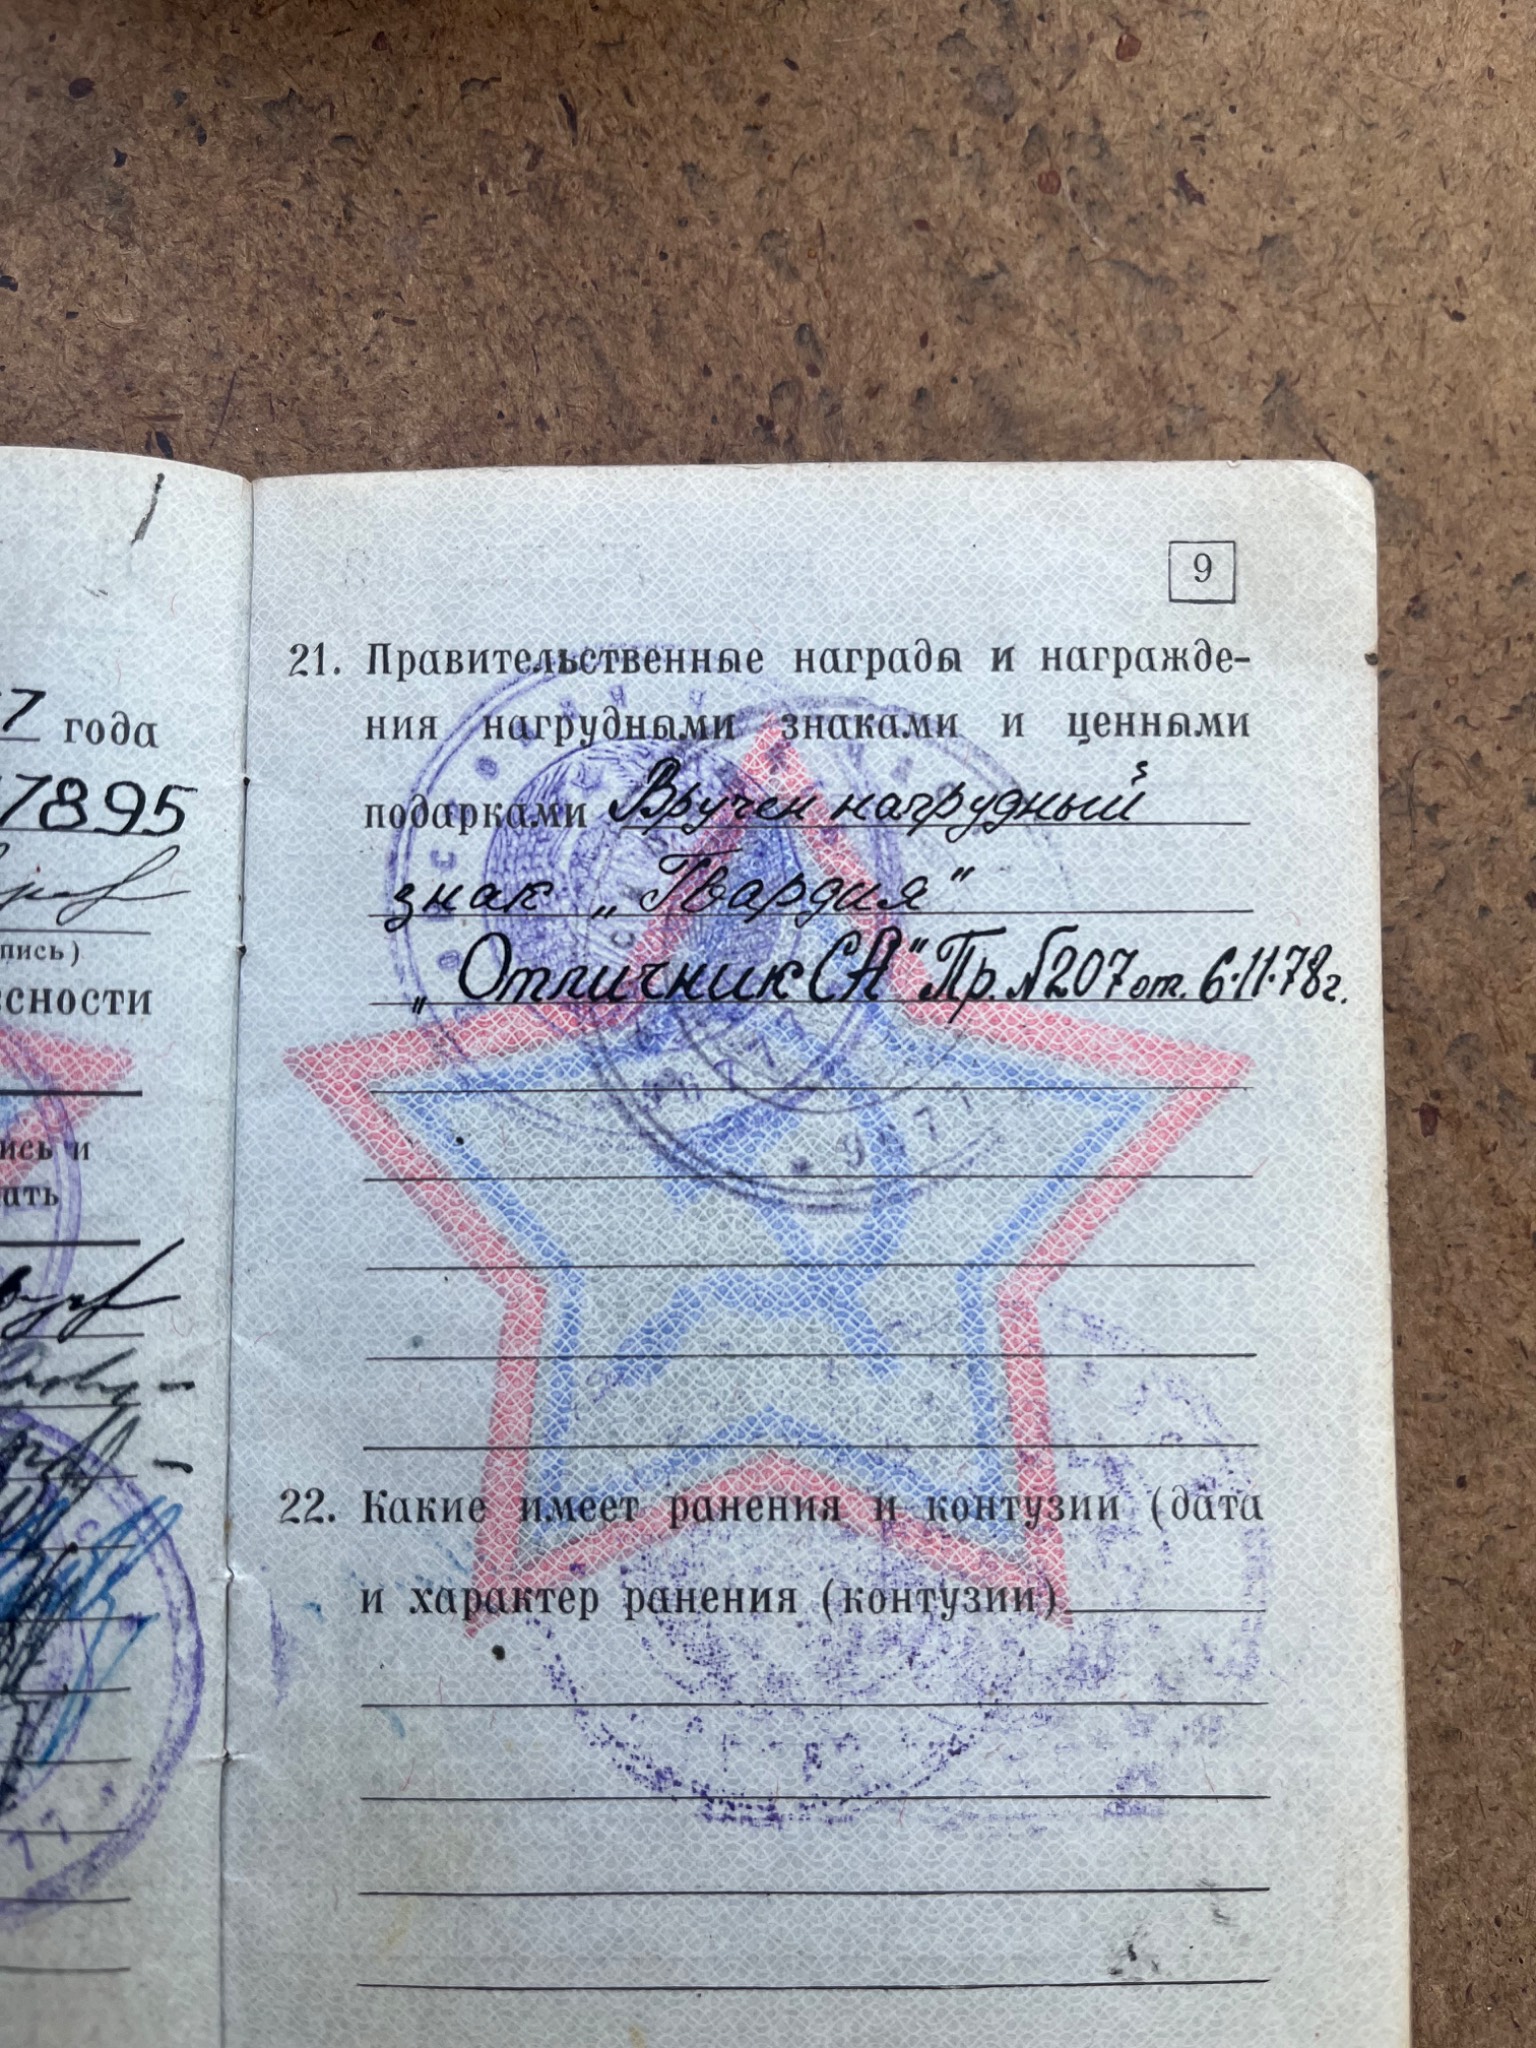 9
21. Правительственные награды и награжде-
ния нагрудными знаками и ценными
подарками Вручен нагрудный
знак „Гвардия"
„Отличник СА" Пр. №207 от. 6.11.78г.
22. Какие имеет ранения и контузии (дата
и характер ранения (контузии)
7 года
7895
пись)
сности
ись и
ать